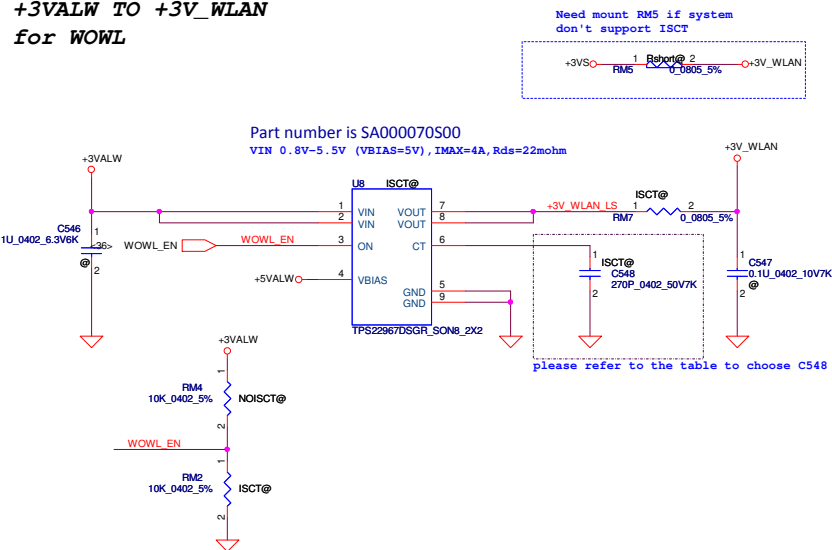 +3VALW TO +3V_WLAN
for WOWL
Need mount RM5 if system
don't support ISCT
+3VS
1
Rshort@
2
+3V_WLAN
RM5
0_0805_5%
Part number is SA000070S00
VIN 0.8V-5.5V (VBIAS=5V),IMAX=4A,Rds=22mohm
+3VALW
+3V_WLAN
U8
ISCT@
1
VIN
2
VIN
VOUT
7
VOUT
8
+3V_WLAN_LS
1
ISCT@
2
RM7
0_0805_5%
C546
1U_0402_6.3V6K
1
@
2
<36>
WOWL_EN
WOWL_EN
3
ON
CT
6
+5VALW
4
VBIAS
GND
5
GND
9
TPS22967DSGR_SON8_2X2
1
ISCT@
C548
270P_0402_50V7K
2
1
C547
0.1U_0402_10V7K
@
2
please refer to the table to choose C548
+3VALW
1
RM4
10K_0402_5%
NOISCT@
2
WOWL_EN
1
RM2
10K_0402_5%
ISCT@
2